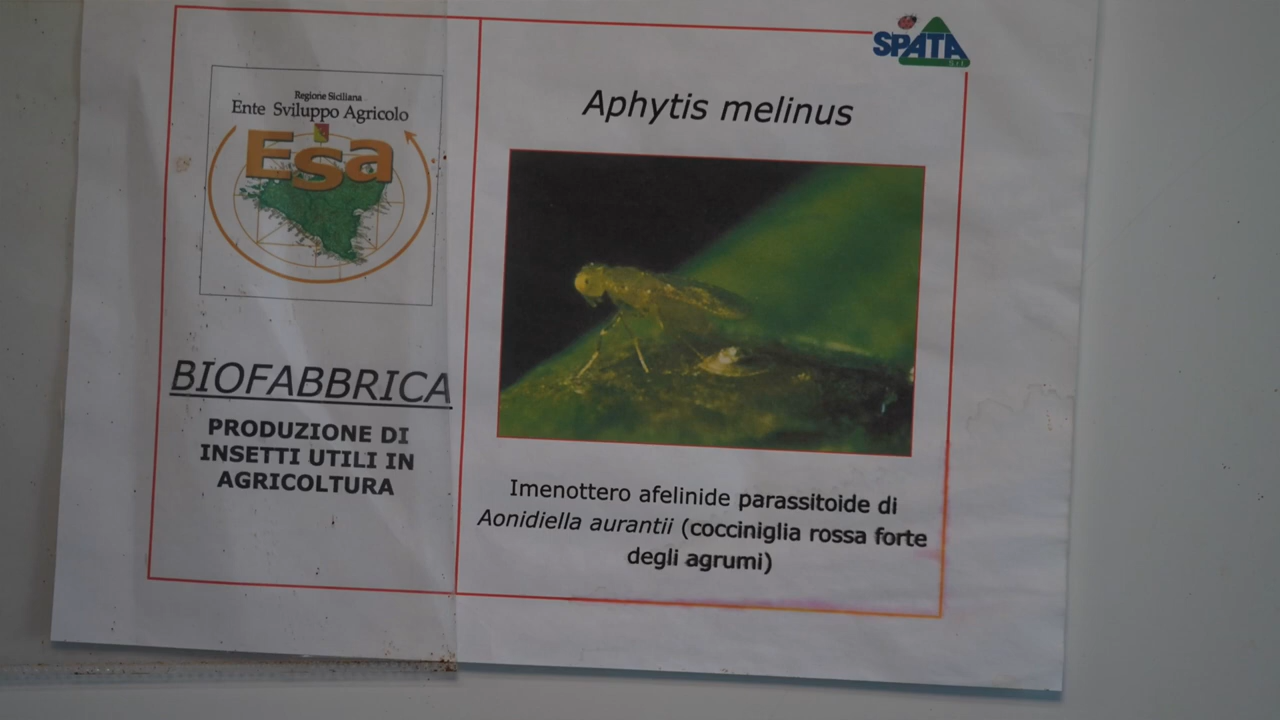 Regione Siciliana
Ente Sviluppo Agricolo
Esa
BIOFABBRICA
PRODUZIONE DI
INSETTI UTILI IN
AGRICOLTURA
SPATA
S.r.l.
Aphytis melinus
Imenottero afelinide parassitoide di
Aonidiella aurantii (cocciniglia rossa forte
degli agrumi)